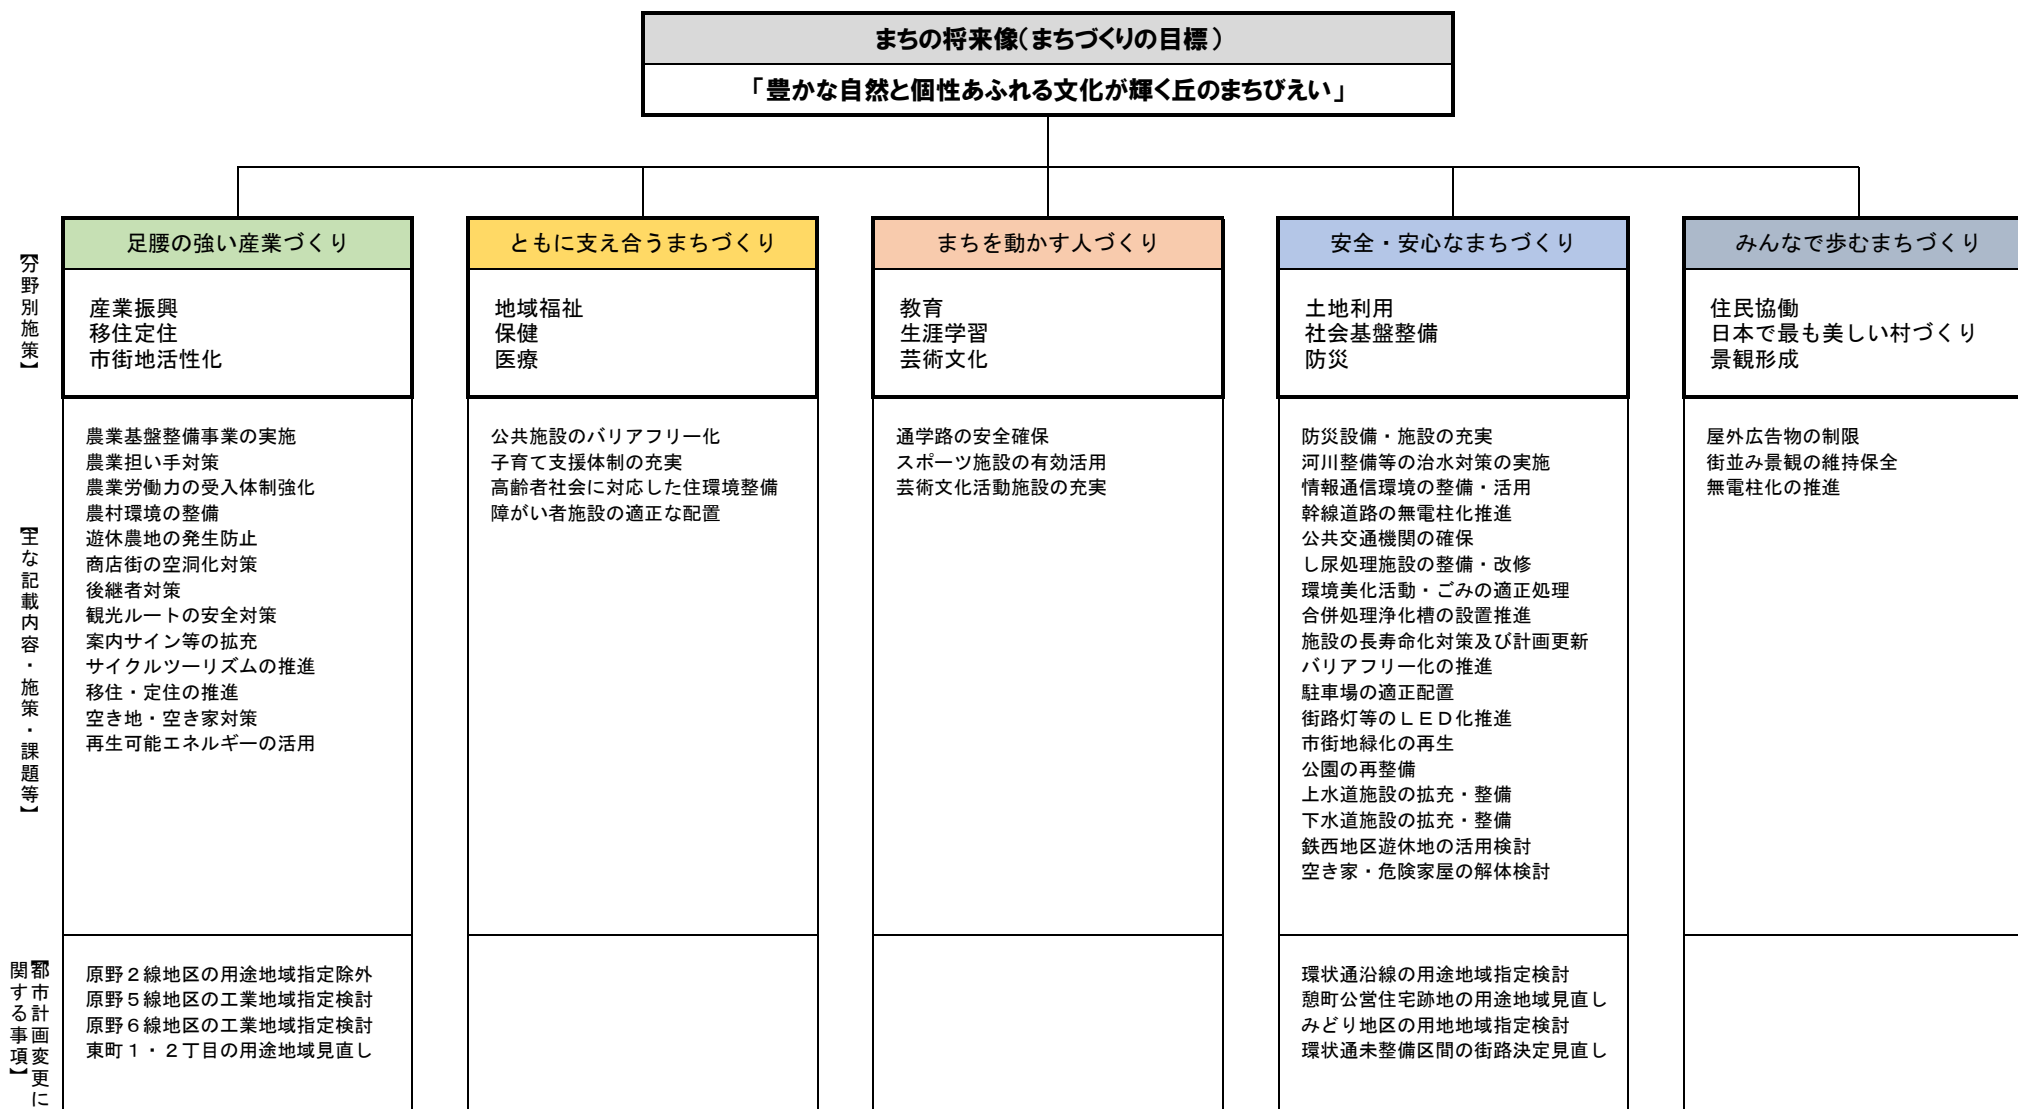 まちの将来像（まちづくりの目標）
「豊かな自然と個性あふれる文化が輝く丘のまちびえい」
【分野別施策】
足腰の強い産業づくり
産業振興
移住定住
市街地活性化
ともに支え合うまちづくり
地域福祉
保健
医療
まちを動かす人づくり
教育
生涯学習
芸術文化
安全・安心なまちづくり
土地利用
社会基盤整備
防災
みんなで歩むまちづくり
住民協働
日本で最も美しい村づくり
景観形成
【主な記載内容・施策・課題等】
農業基盤整備事業の実施
農業担い手対策
農業労働力の受入体制強化
農村環境の整備
遊休農地の発生防止
商店街の空洞化対策
後継者対策
観光ルートの安全対策
案内サイン等の拡充
サイクルツーリズムの推進
移住・定住の推進
空き地・空き家対策
再生可能エネルギーの活用
公共施設のバリアフリー化
子育て支援体制の充実
高齢者社会に対応した住環境整備
障がい者施設の適正な配置
通学路の安全確保
スポーツ施設の有効活用
芸術文化活動施設の充実
防災設備・施設の充実
河川整備等の治水対策の実施
情報通信環境の整備・活用
幹線道路の無電柱化推進
公共交通機関の確保
し尿処理施設の整備・改修
環境美化活動・ごみの適正処理
合併処理浄化槽の設置推進
施設の長寿命化対策及び計画更新
バリアフリー化の推進
駐車場の適正配置
街路灯等のＬＥＤ化推進
市街地緑化の再生
公園の再整備
上水道施設の拡充・整備
下水道施設の拡充・整備
鉄西地区遊休地の活用検討
空き家・危険家屋の解体検討
屋外広告物の制限
街並み景観の維持保全
無電柱化の推進
【都市計画変更に
関する事項】
原野２線地区の用途地域指定除外
原野５線地区の工業地域指定検討
原野６線地区の工業地域指定検討
東町１・２丁目の用途地域見直し
環状通沿線の用途地域指定検討
憩町公営住宅跡地の用途地域見直し
みどり地区の用地地域指定検討
環状通未整備区間の街路決定見直し